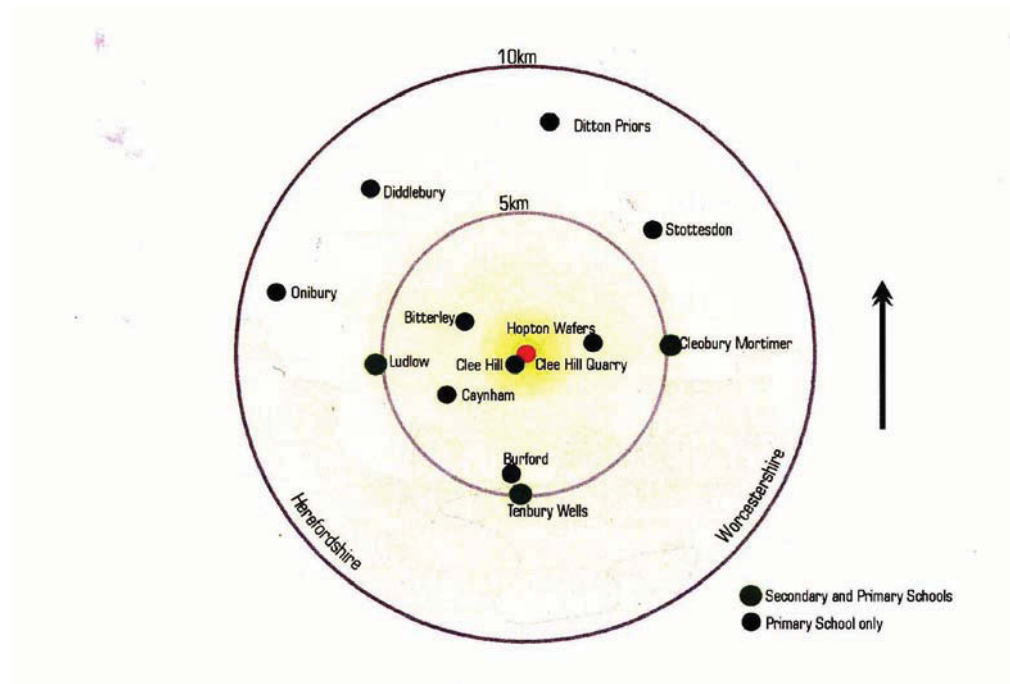 10km
Ditton Priors
Diddlebury
5km
Stottesdon
Onibury
Bitterley
Hopton Wafers
Cleobury Mortimer
Ludlow
Clee Hill
Clee Hill Quarry
Caynham
Burford
Tenbury Wells
Herefordshire
Worcestershire
Secondary and Primary Schools
Primary School only